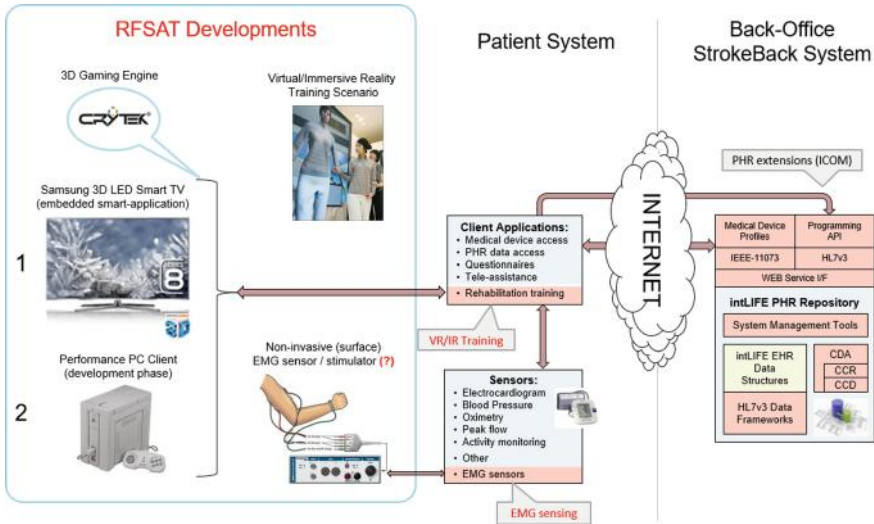 RFSAT Developments
3D Gaming Engine
CRYTEK®
Virtual/Immersive Reality
Training Scenario
Samsung 3D LED Smart TV
(embedded smart-application)
1
8
3D
Performance PC Client
(development phase)
2
Non-invasive (surface)
EMG sensor / stimulator (?)
Patient System
Client Applications:
• Medical device access
• PHR data access
• Questionnaires
• Tele-assistance
• Rehabilitation training
VR/IR Training
Sensors:
• Electrocardiogram
• Blood Pressure
• Oximetry
• Peak flow
• Activity monitoring
• Other
• EMG sensors
EMG sensing
INTERNET
Back-Office
StrokeBack System
PHR extensions (ICOM)
Medical Device
Profiles
Programming
API
IEEE-11073
HL7v3
WEB Service I/F
intLIFE PHR Repository
System Management Tools
intLIFE EHR
Data
Structures
CDA
CCR
CCD
HL7v3 Data
Frameworks